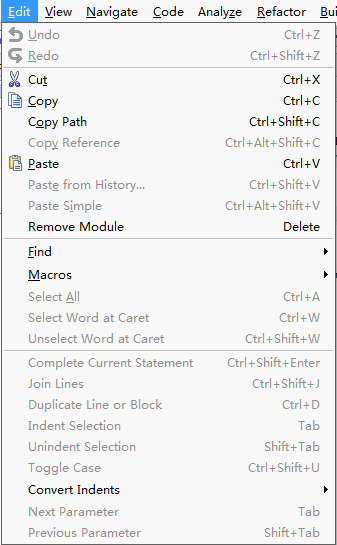 Edit View Navigate Code Analyze Refactor Bui
Undo Ctrl+Z
Redo Ctrl+Shift+Z
Cut Ctrl+X
Copy Ctrl+C
Copy Path Ctrl+Shift+C
Copy Reference Ctrl+Alt+Shift+C
Paste Ctrl+V
Paste from History... Ctrl+Shift+V
Paste Simple Ctrl+Alt+Shift+V
Remove Module Delete
Find
Macros
Select All Ctrl+A
Select Word at Caret Ctrl+W
Unselect Word at Caret Ctrl+Shift+W
Complete Current Statement Ctrl+Shift+Enter
Join Lines Ctrl+Shift+J
Duplicate Line or Block Ctrl+D
Indent Selection Tab
Unindent Selection Shift+Tab
Toggle Case Ctrl+Shift+U
Convert Indents
Next Parameter Tab
Previous Parameter Shift+Tab